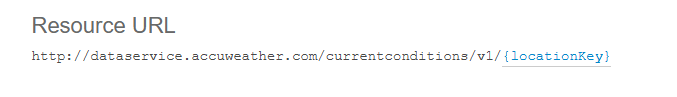 Resource URL
http://dataservice.accuweather.com/currentconditions/v1/{locationKey}